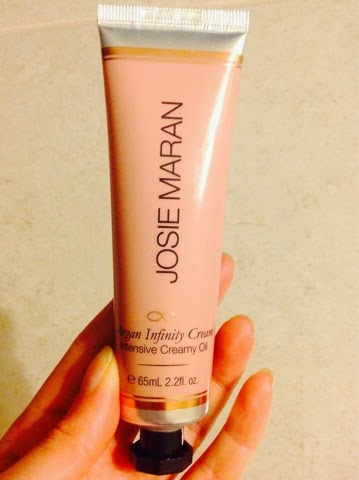 JOSIE MARAN
Argan Infinity Cream
Intensive Creamy Oil
℮ 65mL 2.2fl. oz.